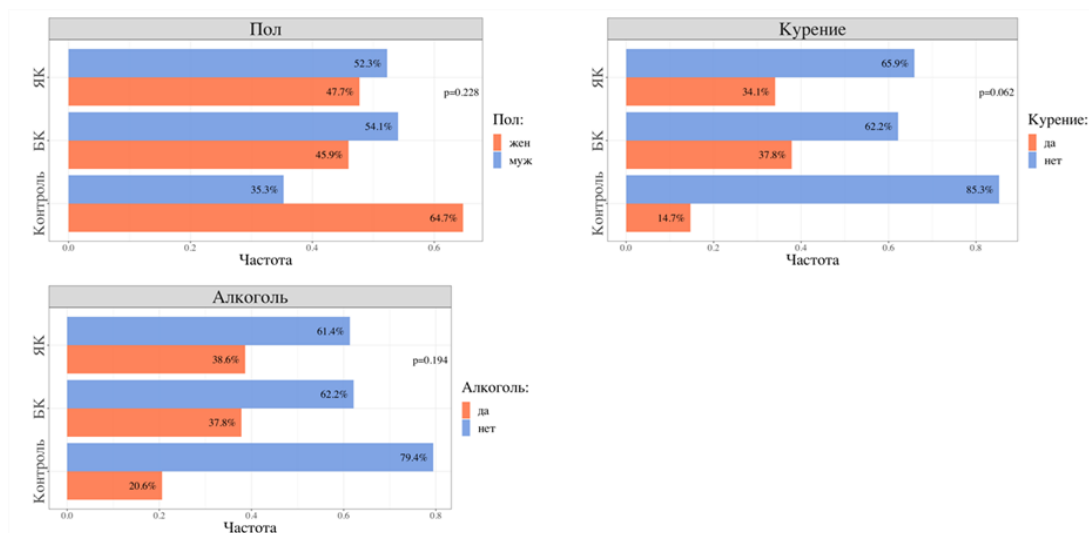 Пол
ЯК
52.3%
47.7%
p=0.228
БК
54.1%
45.9%
Контроль
35.3%
64.7%
0.0 0.2 0.4 0.6
Частота
Пол:
жен
муж
Курение
ЯК
65.9%
34.1%
p=0.062
БК
62.2%
37.8%
Контроль
85.3%
14.7%
0.0 0.2 0.4 0.6 0.8
Частота
Курение:
да
нет
Алкоголь
ЯК
61.4%
38.6%
p=0.194
БК
62.2%
37.8%
Контроль
79.4%
20.6%
0.0 0.2 0.4 0.6 0.8
Частота
Алкоголь:
да
нет